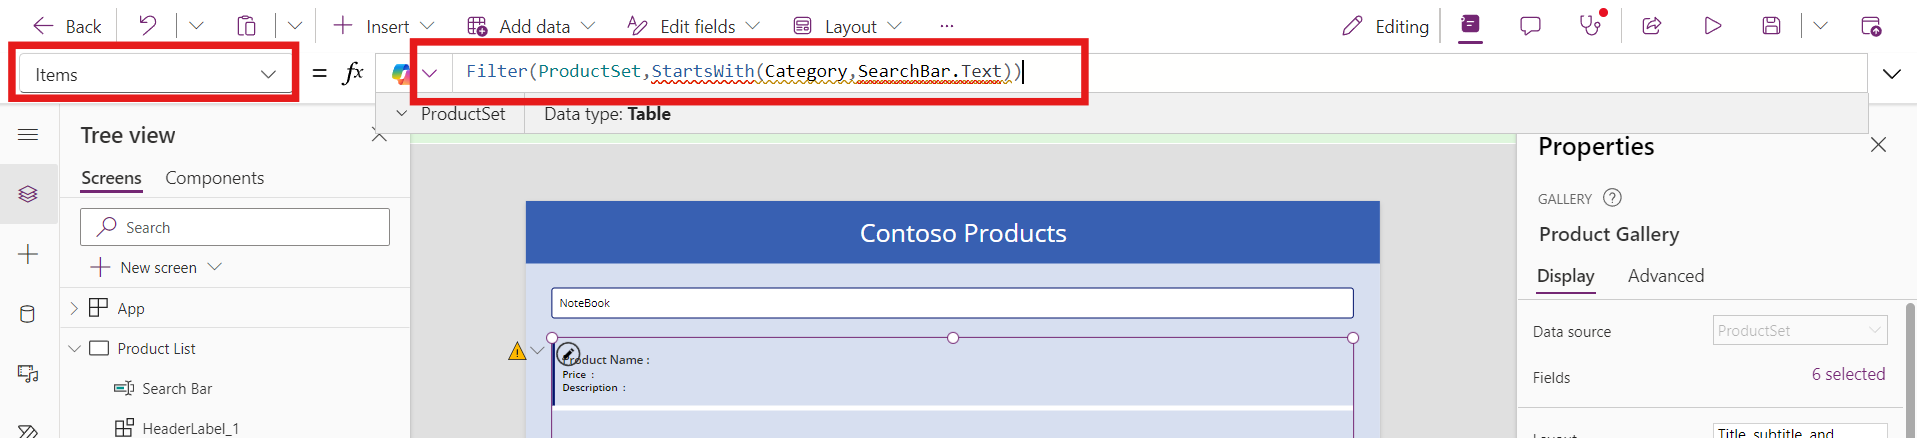 Back Insert Add data Edit fields Layout ... Editing
Items = fx Filter(ProductSet,StartsWith(Category,SearchBar.Text))
ProductSet Data type: Table
Tree view
Screens Components
Search
New screen
App
Product List
Search Bar
HeaderLabel_1
Contoso Products
NoteBook
Product Name :
Price :
Description :
Properties
GALLERY ?
Product Gallery
Display Advanced
Data source ProductSet
Fields 6 selected
Layout Title, subtitle, and